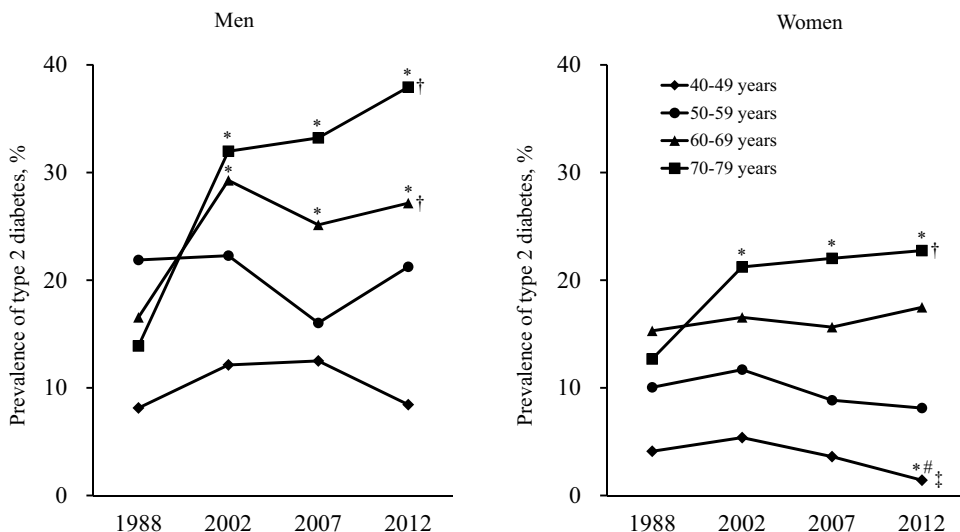 Men
Prevalence of type 2 diabetes, %
40
30
20
10
0
* †
* * *
* * * †
1988 2002 2007 2012
Women
Prevalence of type 2 diabetes, %
40
30
20
10
0
40-49 years
50-59 years
60-69 years
70-79 years
* * * †
*# ‡
1988 2002 2007 2012